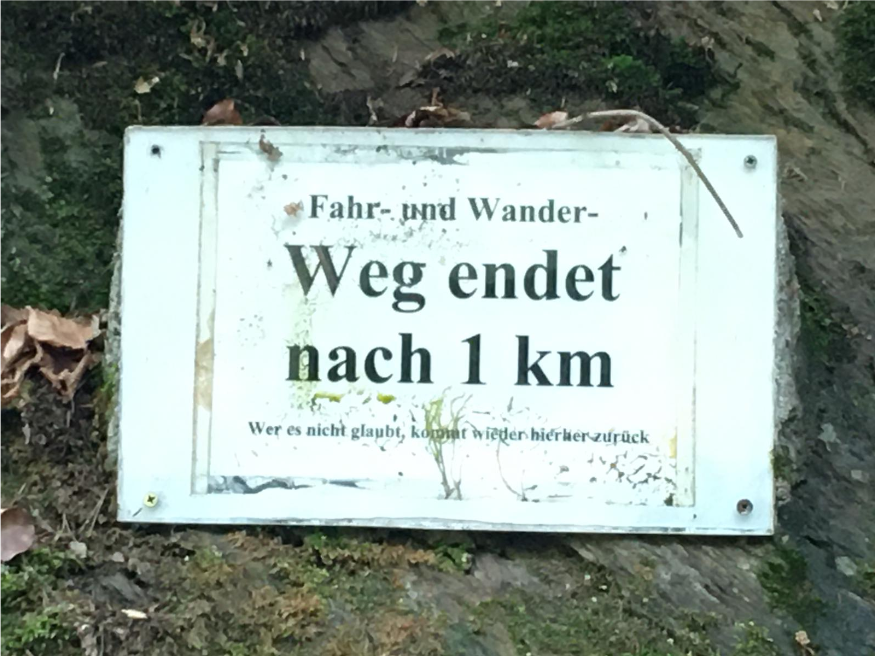 Fahr- und Wander-
Weg endet
nach 1 km
Wer es nicht glaubt, kommt wieder hierher zurück